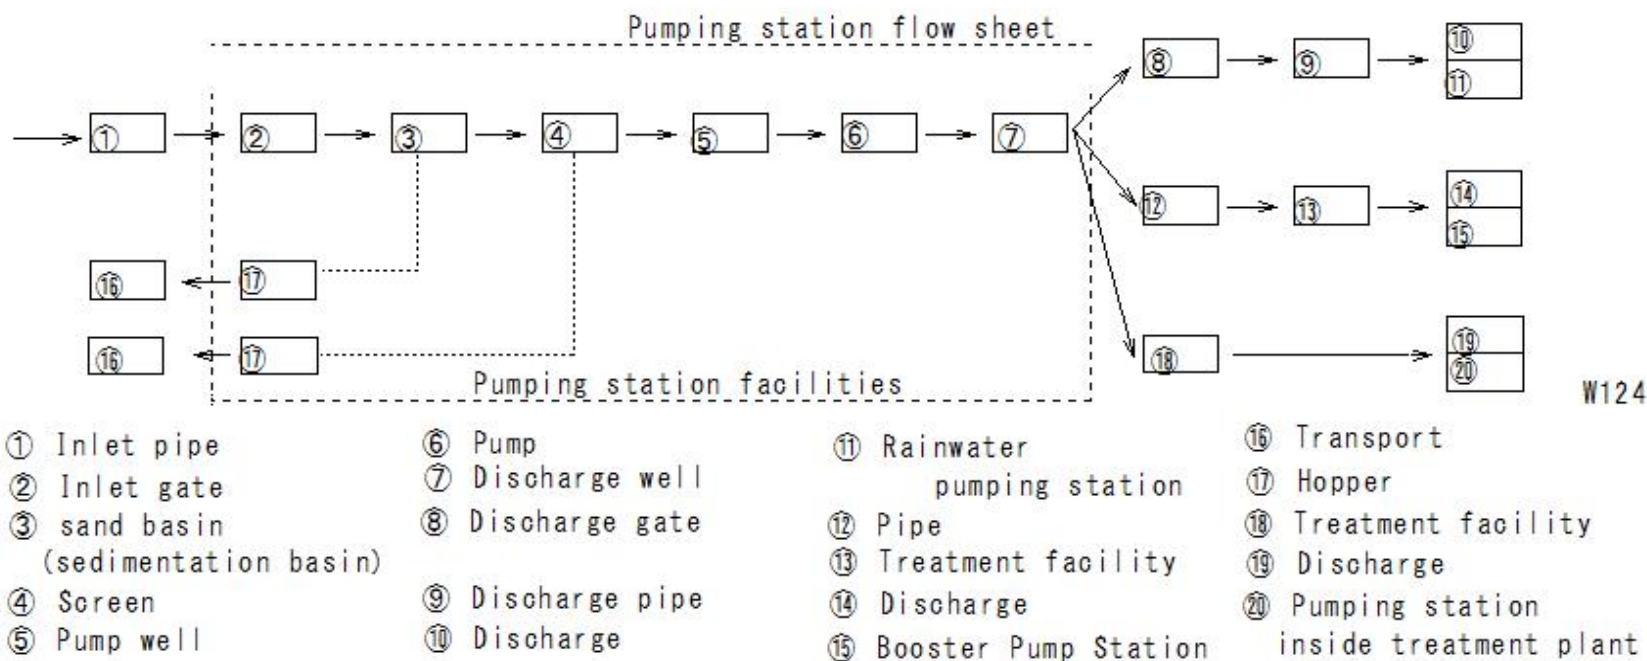 Pumping station flow sheet
① ② ③ ④ ⑤ ⑥ ⑦ ⑧ ⑨ ⑩
⑪
⑫ ⑬ ⑭
⑮
⑯ ⑰
⑯ ⑰
⑱ ⑲
⑳
Pumping station facilities
W124
① Inlet pipe
② Inlet gate
③ sand basin
(sedimentation basin)
④ Screen
⑤ Pump well
⑥ Pump
⑦ Discharge well
⑧ Discharge gate
⑨ Discharge pipe
⑩ Discharge
⑪ Rainwater
pumping station
⑫ Pipe
⑬ Treatment facility
⑭ Discharge
⑮ Booster Pump Station
⑯ Transport
⑰ Hopper
⑱ Treatment facility
⑲ Discharge
⑳ Pumping station
inside treatment plant